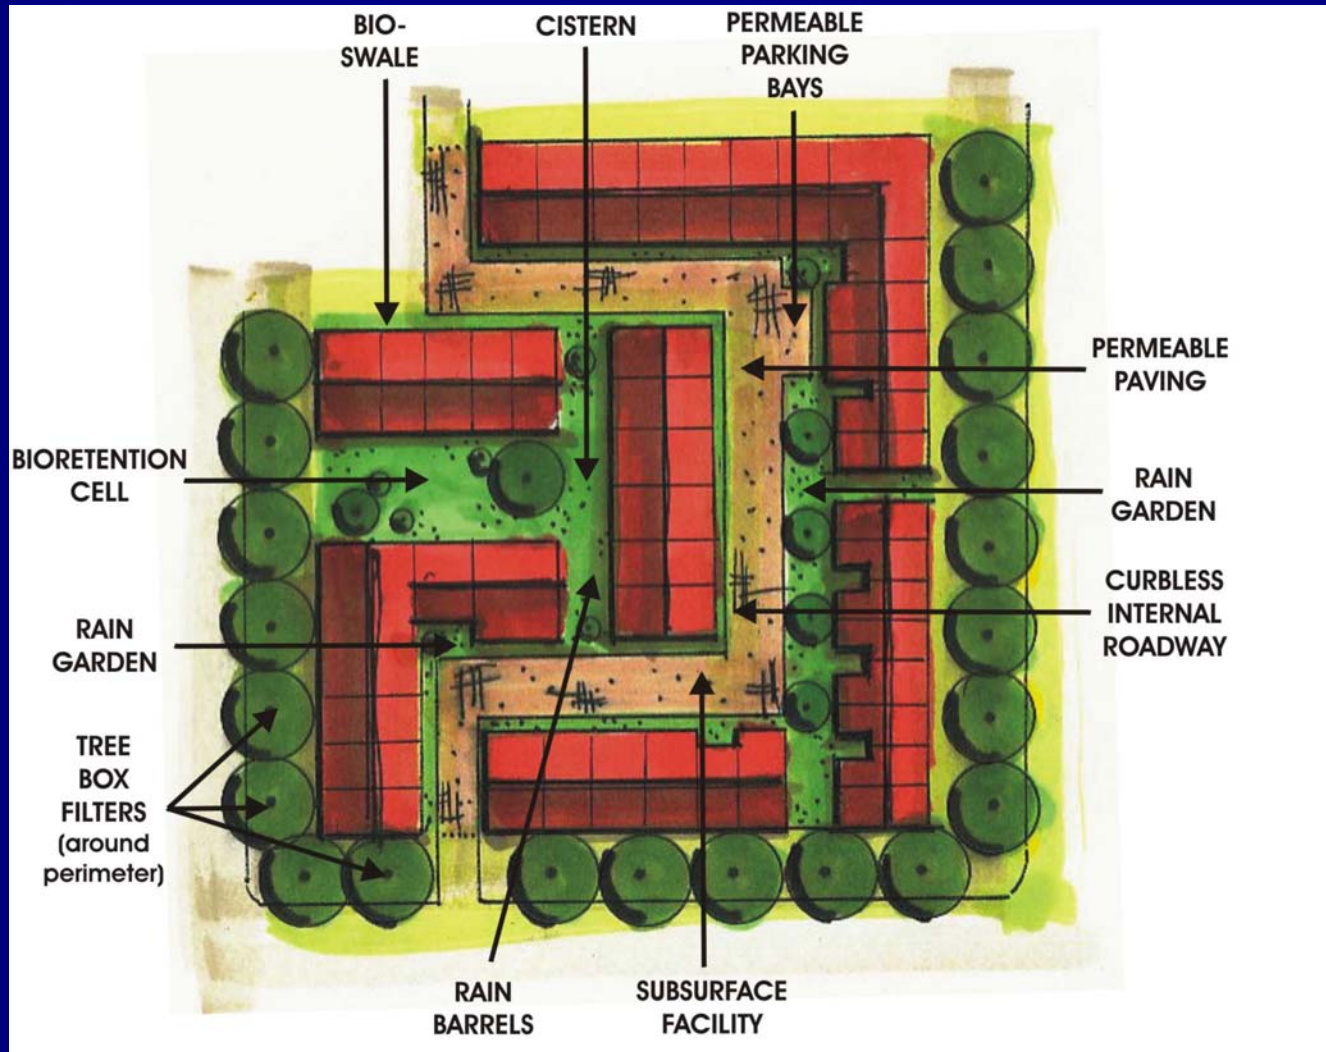 BIO-
SWALE
CISTERN
PERMEABLE
PARKING
BAYS
PERMEABLE
PAVING
BIORETENTION
CELL
RAIN
GARDEN
CURBLESS
INTERNAL
ROADWAY
RAIN
GARDEN
TREE
BOX
FILTERS
(around
perimeter)
RAIN
BARRELS
SUBSURFACE
FACILITY